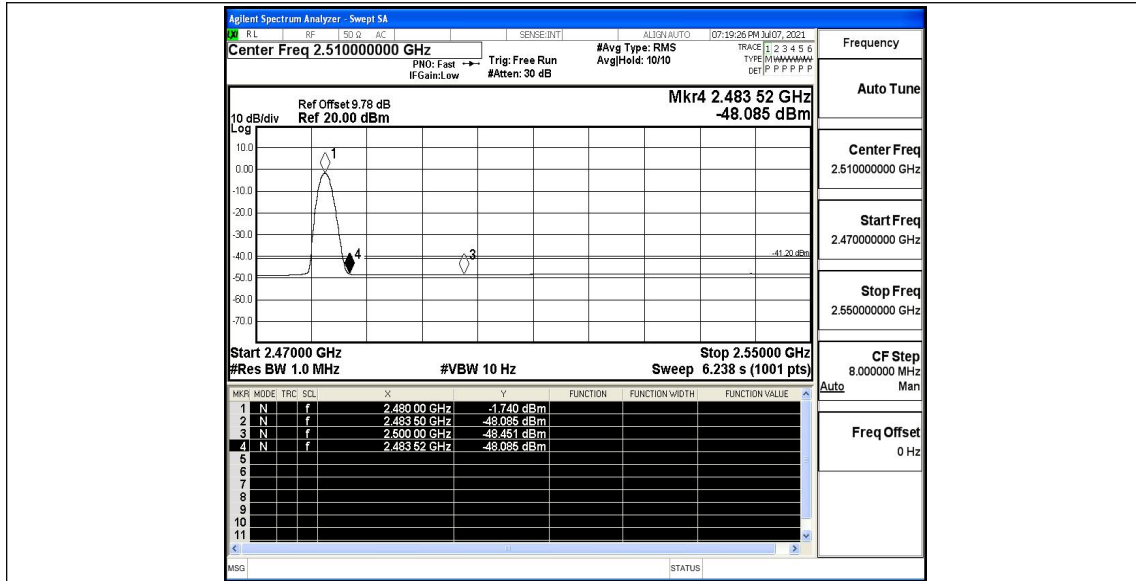 Agilent Spectrum Analyzer - Swept SA
LXI RL RF 50 Ω AC SENSE:INT ALIGN AUTO 07:19:26 PM Jul 07, 2021
Center Freq 2.510000000 GHz
PNO: Fast
IFGain:Low
Trig: Free Run
#Atten: 30 dB
#Avg Type: RMS
Avg|Hold: 10/10
TRACE 1 2 3 4 5 6
TYPE M W W W W W
DET P P P P P P
Mkr4 2.483 52 GHz
-48.085 dBm
Ref Offset 9.78 dB
10 dB/div Ref 20.00 dBm
Log
10.0
0.00
-10.0
-20.0
-30.0
-40.0
-50.0
-60.0
-70.0
1
4
3
-41.20 dBm
Start 2.47000 GHz Stop 2.55000 GHz
#Res BW 1.0 MHz #VBW 10 Hz Sweep 6.238 s (1001 pts)
MKR MODE TRC SCL X Y FUNCTION FUNCTION WIDTH FUNCTION VALUE
1 N f 2.480 00 GHz -1.740 dBm
2 N f 2.483 50 GHz -48.085 dBm
3 N f 2.500 00 GHz -48.451 dBm
4 N f 2.483 52 GHz -48.085 dBm
5
6
7
8
9
10
11
MSG STATUS
Frequency
Auto Tune
Center Freq
2.510000000 GHz
Start Freq
2.470000000 GHz
Stop Freq
2.550000000 GHz
CF Step
8.000000 MHz
Auto Man
Freq Offset
0 Hz